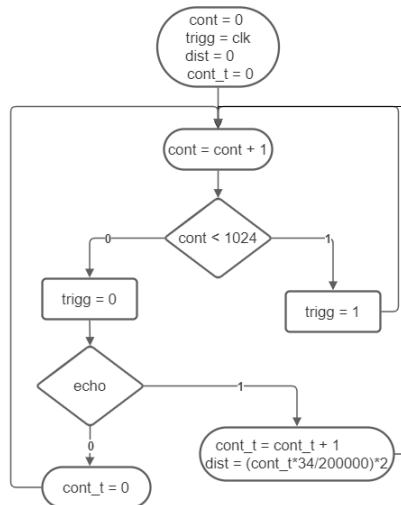 cont = 0
trigg = clk
dist = 0
cont_t = 0
cont = cont + 1
cont < 1024
0
1
trigg = 0
trigg = 1
echo
1
0
cont_t = cont_t + 1
dist = (cont_t*34/200000)*2
cont_t = 0